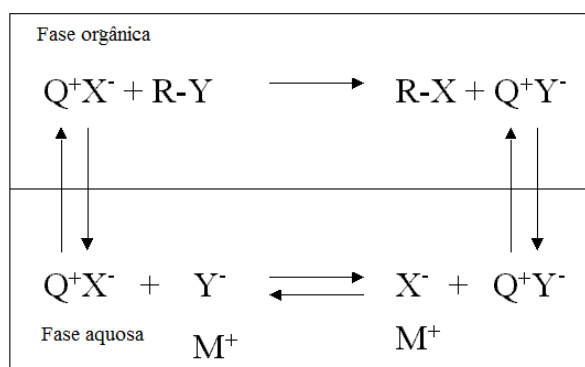 Fase orgânica
Q⁺X⁻ + R-Y → R-X + Q⁺Y⁻
Q⁺X⁻ + Y⁻ ⇌ X⁻ + Q⁺Y⁻
Fase aquosa
M⁺ M⁺